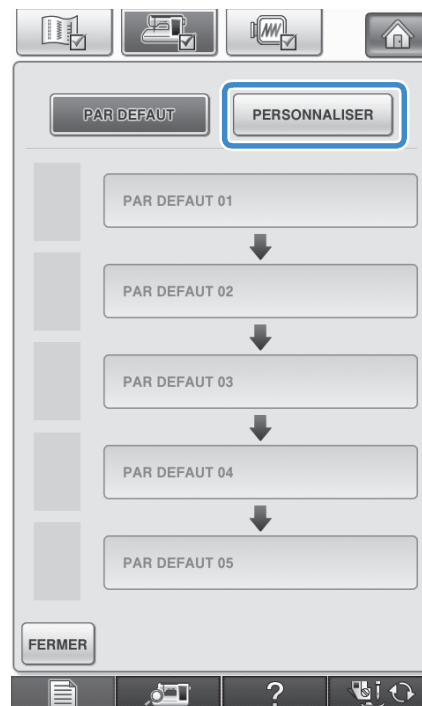 PAR DEFAUT
PERSONNALISER
PAR DEFAUT 01
PAR DEFAUT 02
PAR DEFAUT 03
PAR DEFAUT 04
PAR DEFAUT 05
FERMER
?